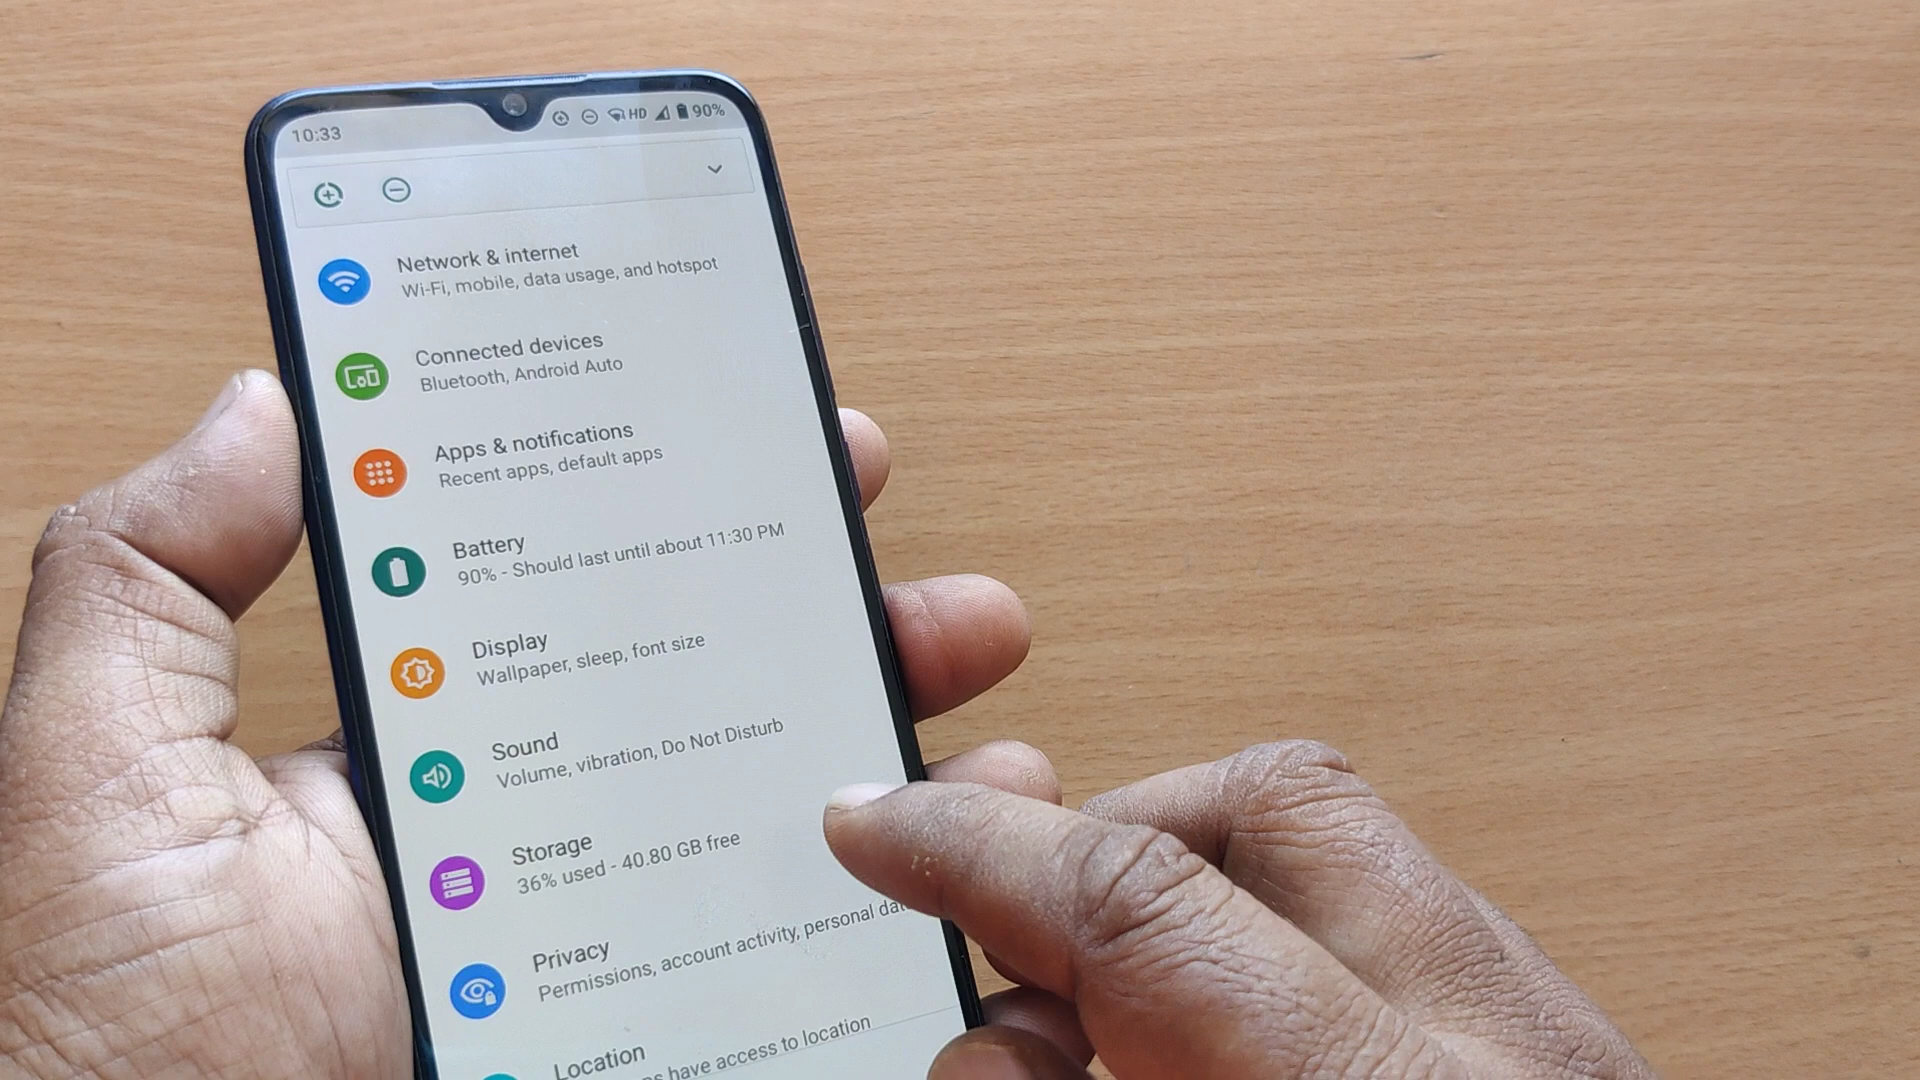 10:33 HD 90%
Network & internet
Wi-Fi, mobile, data usage, and hotspot
Connected devices
Bluetooth, Android Auto
Apps & notifications
Recent apps, default apps
Battery
90% - Should last until about 11:30 PM
Display
Wallpaper, sleep, font size
Sound
Volume, vibration, Do Not Disturb
Storage
36% used - 40.80 GB free
Privacy
Permissions, account activity, personal
Location
have access to location